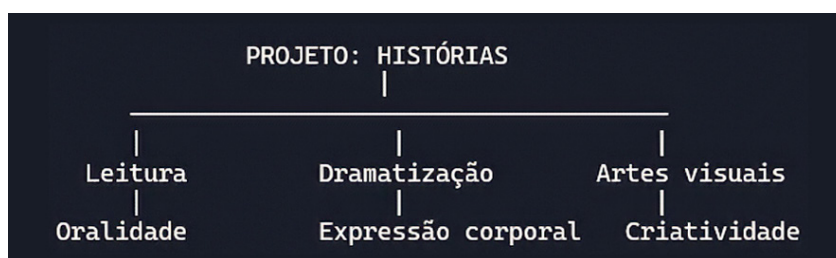 PROJETO: HISTÓRIAS
Leitura Dramatização Artes visuais
Oralidade Expressão corporal Criatividade